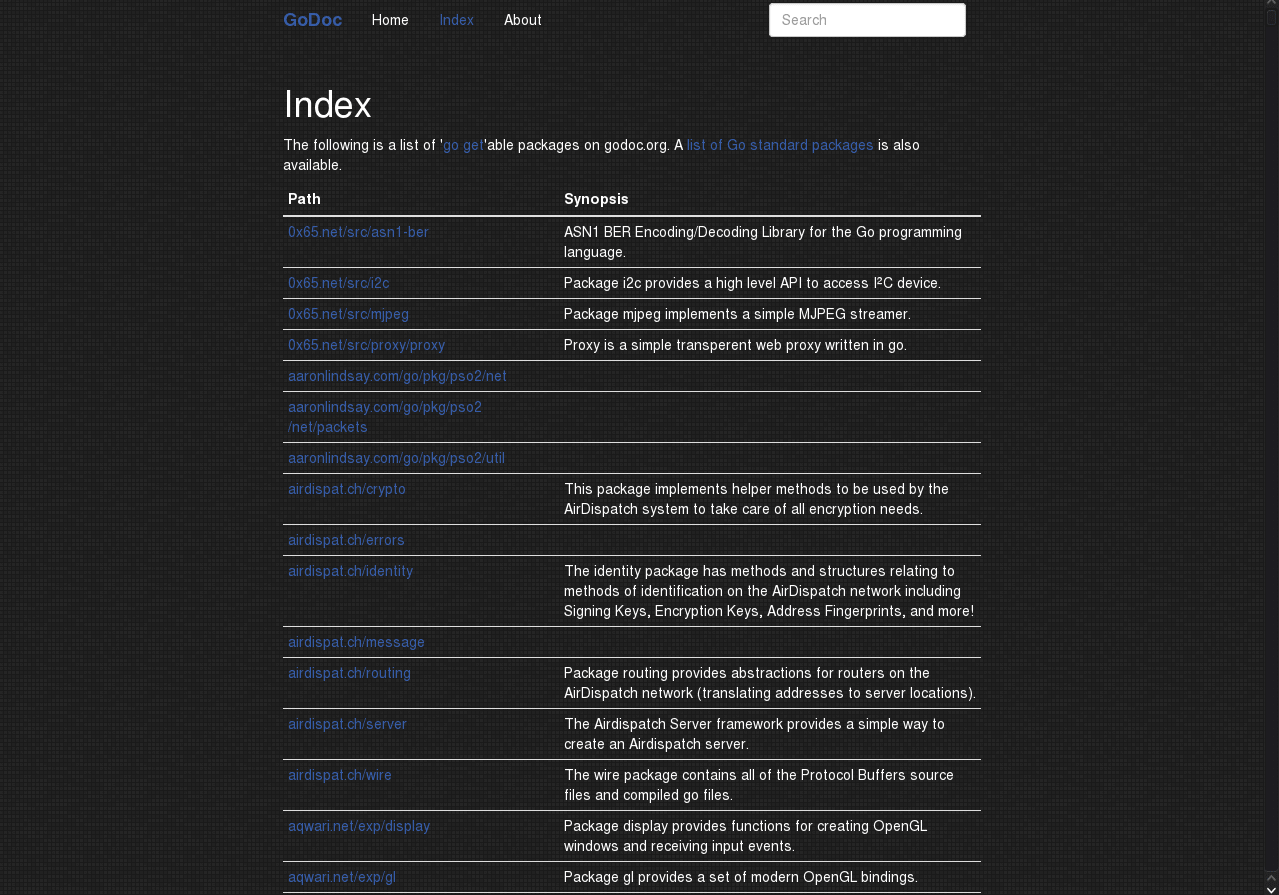 GoDoc Home Index About Search
Index
The following is a list of 'go get'able packages on godoc.org. A list of Go standard packages is also
available.
Path Synopsis
0x65.net/src/asn1-ber ASN1 BER Encoding/Decoding Library for the Go programming
language.
0x65.net/src/i2c Package i2c provides a high level API to access I²C device.
0x65.net/src/mjpeg Package mjpeg implements a simple MJPEG streamer.
0x65.net/src/proxy/proxy Proxy is a simple transperent web proxy written in go.
aaronlindsay.com/go/pkg/pso2/net
aaronlindsay.com/go/pkg/pso2
/net/packets
aaronlindsay.com/go/pkg/pso2/util
airdispat.ch/crypto This package implements helper methods to be used by the
AirDispatch system to take care of all encryption needs.
airdispat.ch/errors
airdispat.ch/identity The identity package has methods and structures relating to
methods of identification on the AirDispatch network including
Signing Keys, Encryption Keys, Address Fingerprints, and more!
airdispat.ch/message
airdispat.ch/routing Package routing provides abstractions for routers on the
AirDispatch network (translating addresses to server locations).
airdispat.ch/server The Airdispatch Server framework provides a simple way to
create an Airdispatch server.
airdispat.ch/wire The wire package contains all of the Protocol Buffers source
files and compiled go files.
aqwari.net/exp/display Package display provides functions for creating OpenGL
windows and receiving input events.
aqwari.net/exp/gl Package gl provides a set of modern OpenGL bindings.